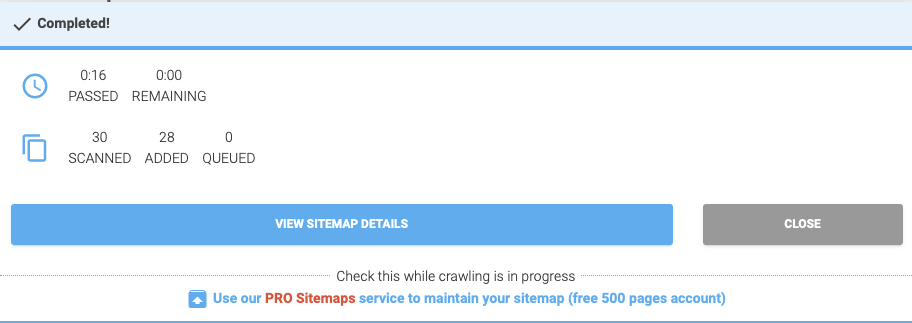 Completed!
0:16 0:00
PASSED REMAINING
30 28 0
SCANNED ADDED QUEUED
VIEW SITEMAP DETAILS CLOSE
Check this while crawling is in progress
Use our PRO Sitemaps service to maintain your sitemap (free 500 pages account)